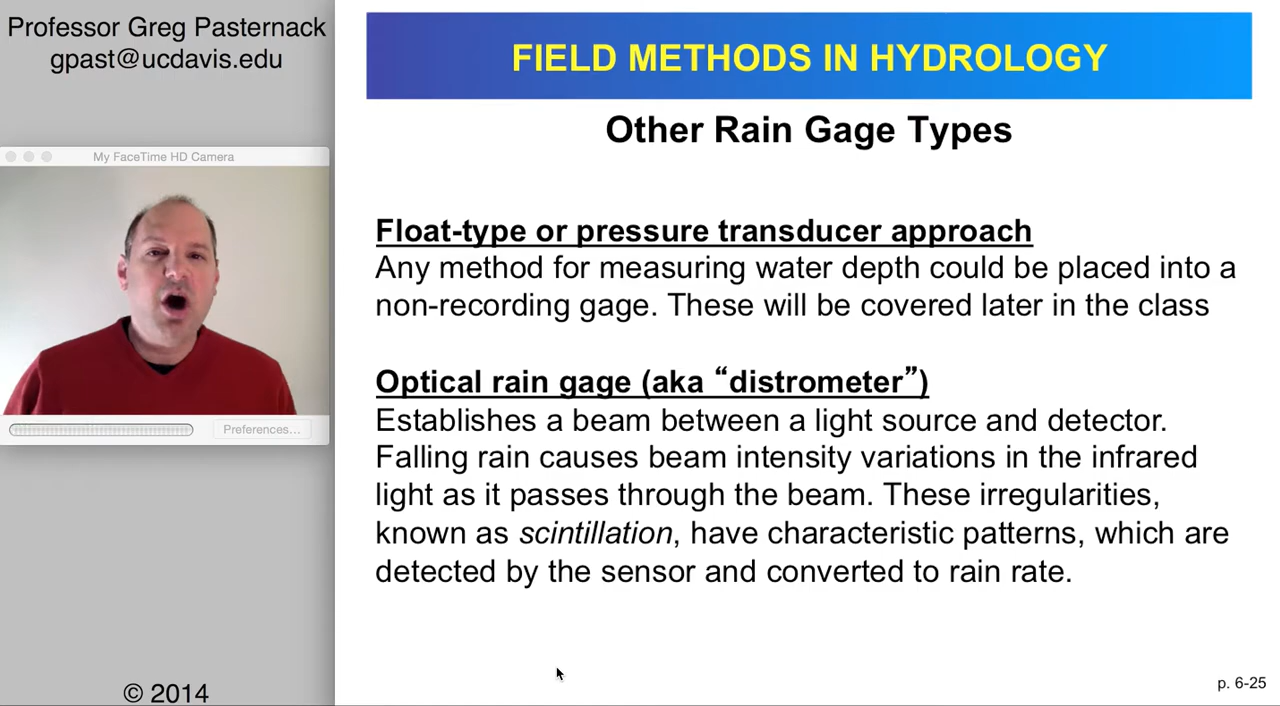 Professor Greg Pasternack
gpast@ucdavis.edu
My FaceTime HD Camera
Preferences...
© 2014
FIELD METHODS IN HYDROLOGY
Other Rain Gage Types
Float-type or pressure transducer approach
Any method for measuring water depth could be placed into a
non-recording gage. These will be covered later in the class
Optical rain gage (aka “distrometer”)
Establishes a beam between a light source and detector.
Falling rain causes beam intensity variations in the infrared
light as it passes through the beam. These irregularities,
known as scintillation, have characteristic patterns, which are
detected by the sensor and converted to rain rate.
p. 6-25